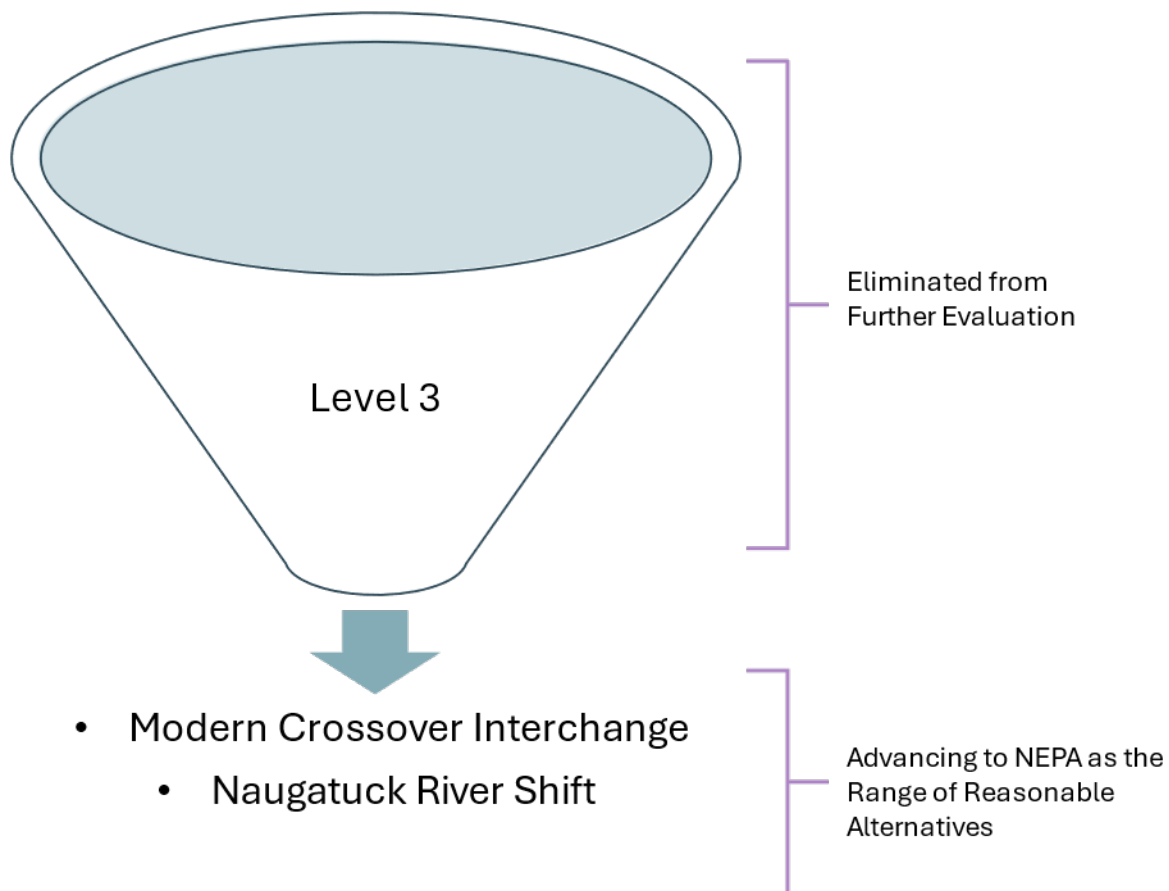 Eliminated from
Further Evaluation
Level 3
• Modern Crossover Interchange
• Naugatuck River Shift
Advancing to NEPA as the
Range of Reasonable
Alternatives